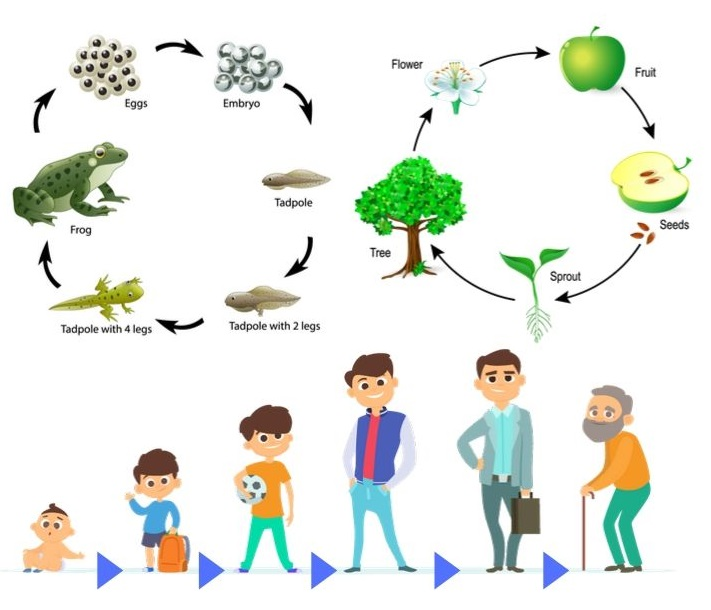 Eggs
Embryo
Tadpole
Tadpole with 2 legs
Tadpole with 4 legs
Frog
Flower
Fruit
Seeds
Sprout
Tree